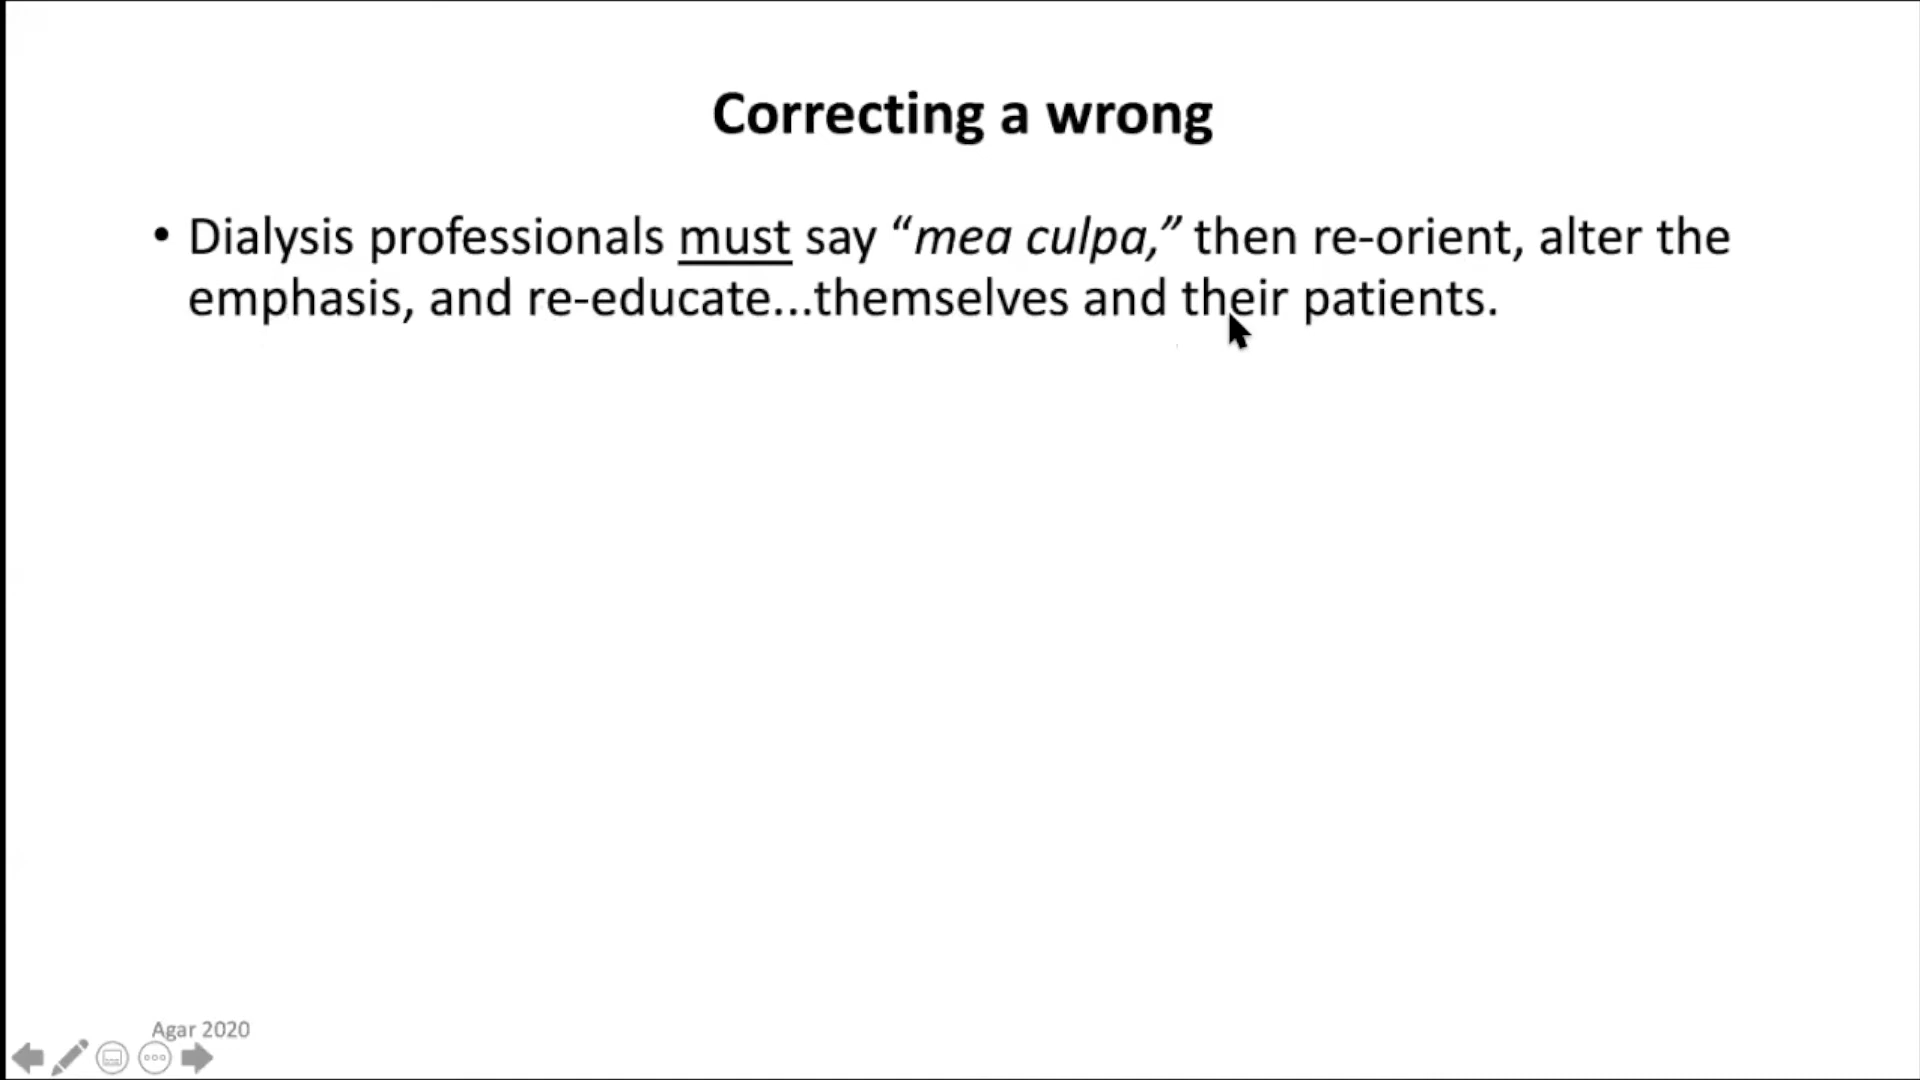 Correcting a wrong
• Dialysis professionals must say “mea culpa,” then re-orient, alter the
emphasis, and re-educate...themselves and their patients.
Agar 2020